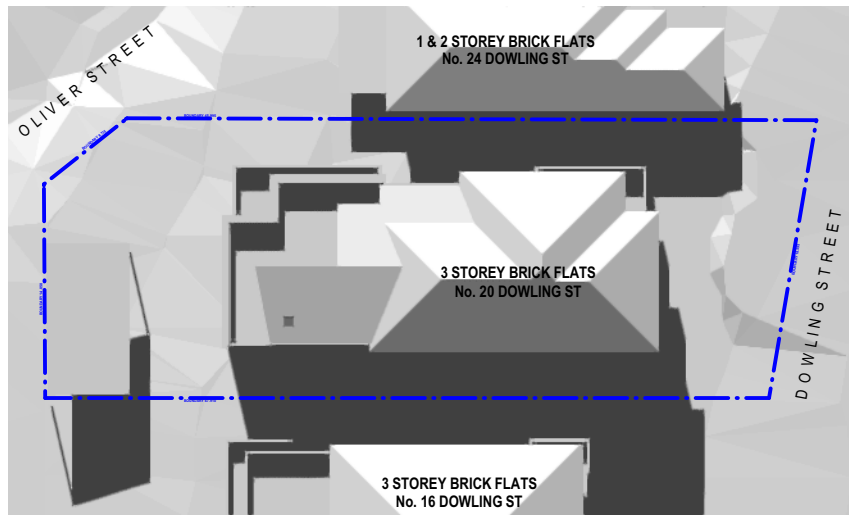 1 & 2 STOREY BRICK FLATS
No. 24 DOWLING ST
OLIVER STREET
3 STOREY BRICK FLATS
No. 20 DOWLING ST
DOWLING STREET
3 STOREY BRICK FLATS
No. 16 DOWLING ST